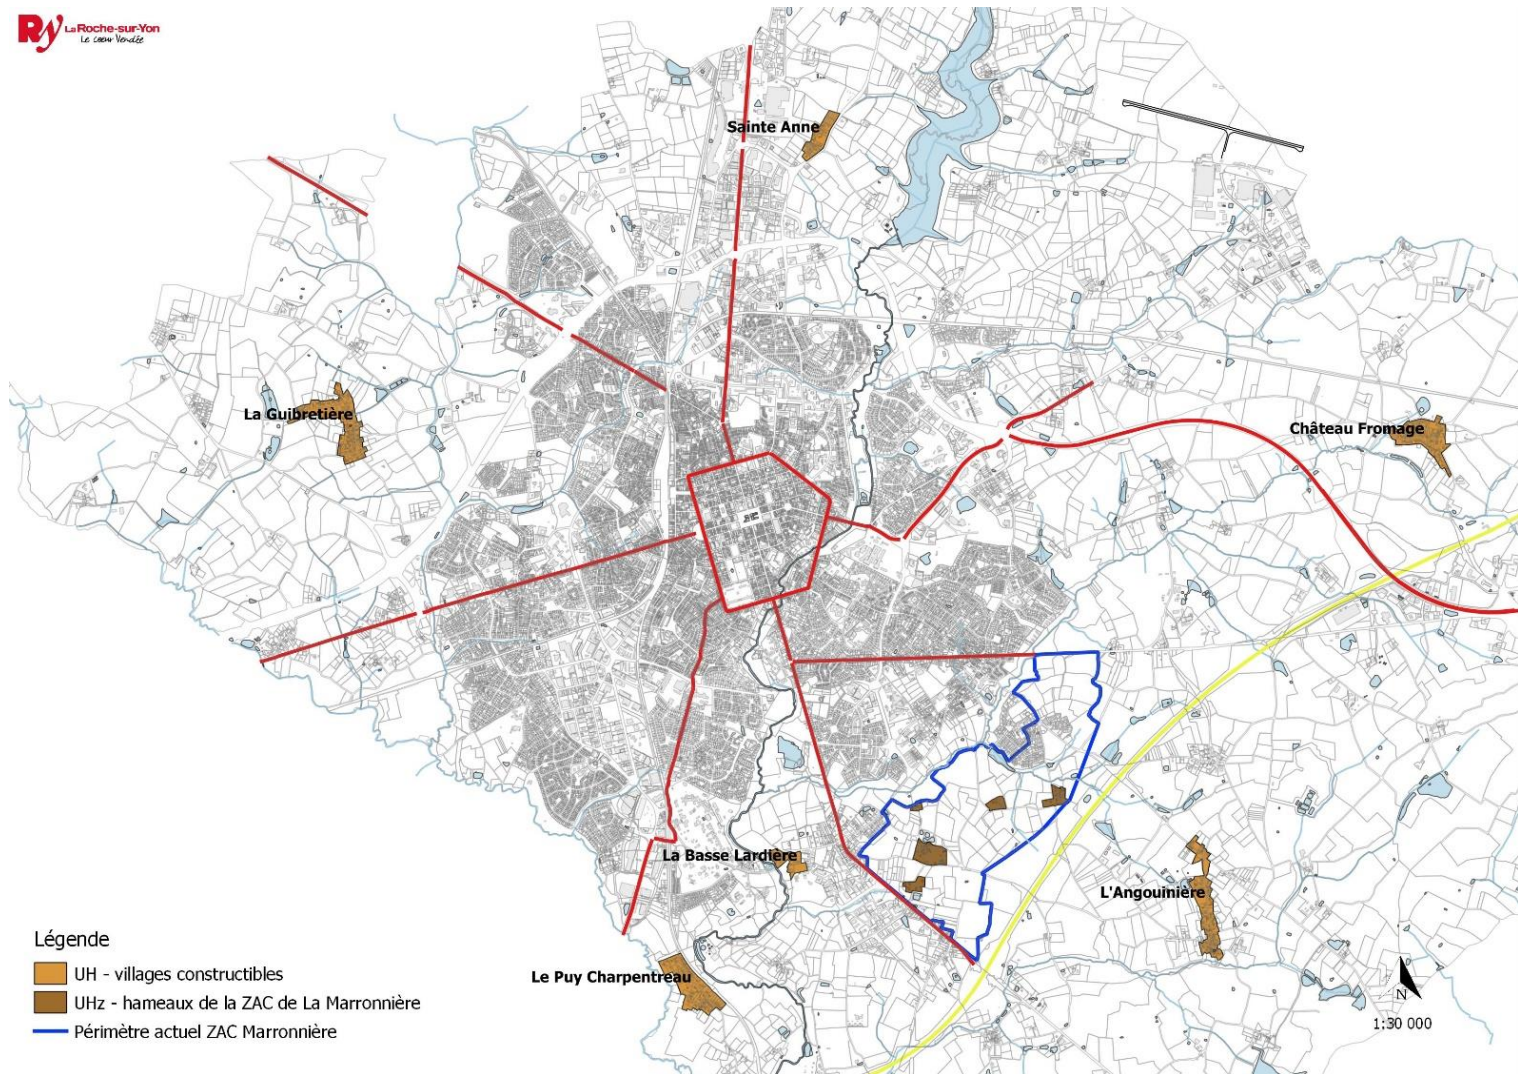 Ry La Roche-sur-Yon
Le cœur Vendée
Sainte Anne
La Guibretière
Château Fromage
La Basse Lardière
L'Angouinière
Le Puy Charpentreau
Légende
UH - villages constructibles
UHz - hameaux de la ZAC de La Marronnière
Périmètre actuel ZAC Marronnière
N
1:30 000